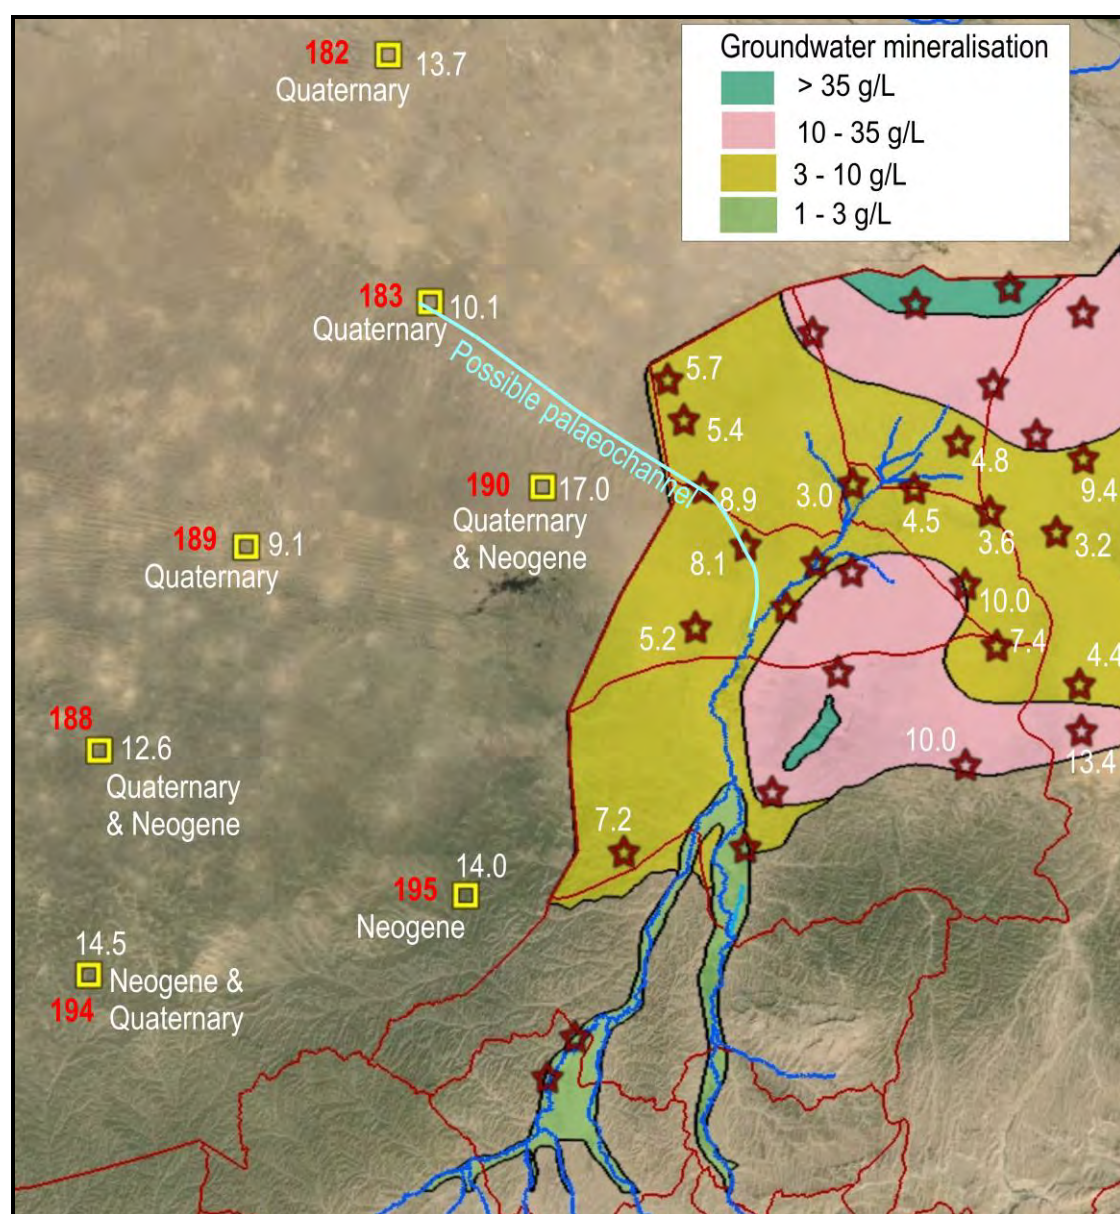 Groundwater mineralisation
> 35 g/L
10 - 35 g/L
3 - 10 g/L
1 - 3 g/L
182
13.7
Quaternary
183
10.1
Quaternary
Possible palaeochannel
5.7
5.4
4.8
9.4
190
17.0
Quaternary
& Neogene
8.9
3.0
4.5
3.6
3.2
189
9.1
Quaternary
8.1
10.0
5.2
7.4
4.4
188
12.6
Quaternary
& Neogene
10.0
13.4
7.2
14.0
195
Neogene
14.5
Neogene &
194
Quaternary